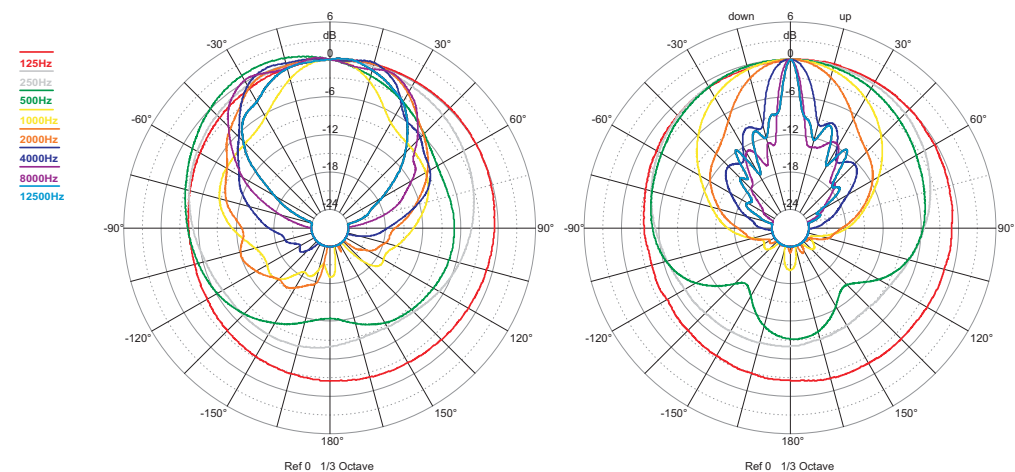 125Hz
250Hz
500Hz
1000Hz
2000Hz
4000Hz
8000Hz
12500Hz
6
dB
0
-6
-12
-18
-24
-30°
30°
-60°
60°
-90°
90°
-120°
120°
-150°
150°
180°
Ref 0 1/3 Octave
down 6 up
dB
0
-6
-12
-18
-24
-30°
30°
-60°
60°
-90°
90°
-120°
120°
-150°
150°
180°
Ref 0 1/3 Octave